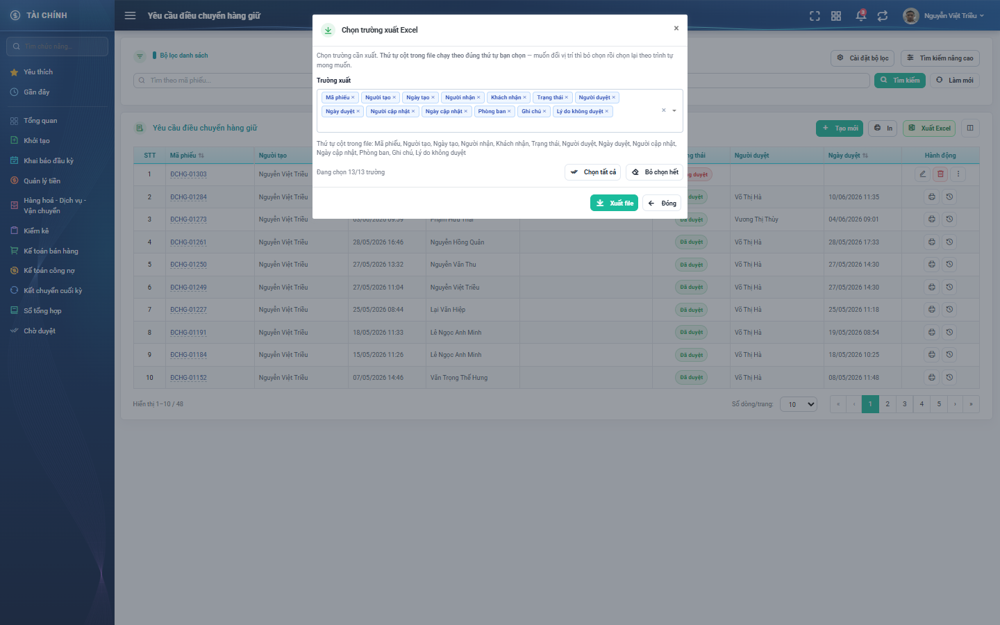 TÀI CHÍNH
Yêu cầu điều chuyển hàng giữ
3
Nguyễn Việt Triều
Tìm chức năng...
Yêu thích
Gần đây
Tổng quan
Khởi tạo
Khai báo đầu kỳ
Quản lý tiền
Hàng hoá - Dịch vụ -
Vận chuyển
Kiểm kê
Kế toán bán hàng
Kế toán công nợ
Kết chuyển cuối kỳ
Sổ tổng hợp
Chờ duyệt
Bộ lọc danh sách
Cài đặt bộ lọc
Tìm kiếm nâng cao
Tìm theo mã phiếu...
Tìm kiếm
Làm mới
Chọn trường xuất Excel
×
Chọn trường cần xuất. Thứ tự cột trong file chạy theo đúng thứ tự bạn chọn — muốn đổi vị trí thì bỏ chọn rồi chọn lại theo trình tự
mong muốn.
Trường xuất
Mã phiếu × Người tạo × Ngày tạo × Người nhận × Khách nhận × Trạng thái × Người duyệt ×
Ngày duyệt × Người cập nhật × Ngày cập nhật × Phòng ban × Ghi chú × Lý do không duyệt ×
×
Thứ tự cột trong file: Mã phiếu, Người tạo, Ngày tạo, Người nhận, Khách nhận, Trạng thái, Người duyệt, Ngày duyệt, Người cập nhật,
Ngày cập nhật, Phòng ban, Ghi chú, Lý do không duyệt
Đang chọn 13/13 trường
Chọn tất cả
Bỏ chọn hết
Xuất file
Đóng
Yêu cầu điều chuyển hàng giữ
Tạo mới
In
Xuất Excel
STT Mã phiếu Người tạo ng thái Người duyệt Ngày duyệt Hành động
1 ĐCHG-01303 Nguyễn Việt Triều g duyệt
2 ĐCHG-01284 Nguyễn Việt Triều duyệt Võ Thị Hà 10/06/2026 11:35
3 ĐCHG-01273 Nguyễn Việt Triều 03/06/2026 09:59 Phạm Hữu Thái Đã duyệt Vương Thị Thùy 04/06/2026 09:01
4 ĐCHG-01261 Nguyễn Việt Triều 28/05/2026 16:46 Nguyễn Hồng Quân Đã duyệt Võ Thị Hà 28/05/2026 17:33
5 ĐCHG-01250 Nguyễn Việt Triều 27/05/2026 13:32 Nguyễn Văn Thu Đã duyệt Võ Thị Hà 27/05/2026 14:30
6 ĐCHG-01249 Nguyễn Việt Triều 27/05/2026 11:04 Nguyễn Việt Triều Đã duyệt Võ Thị Hà 27/05/2026 14:30
7 ĐCHG-01227 Nguyễn Việt Triều 25/05/2026 08:44 Lại Văn Hiệp Đã duyệt Võ Thị Hà 25/05/2026 11:18
8 ĐCHG-01191 Nguyễn Việt Triều 18/05/2026 11:33 Lê Ngọc Anh Minh Đã duyệt Võ Thị Hà 19/05/2026 08:54
9 ĐCHG-01184 Nguyễn Việt Triều 15/05/2026 11:26 Lê Ngọc Anh Minh Đã duyệt Võ Thị Hà 18/05/2026 10:25
10 ĐCHG-01152 Nguyễn Việt Triều 07/05/2026 14:46 Văn Trọng Thế Hưng Đã duyệt Võ Thị Hà 08/05/2026 11:48
Hiển thị 1–10 / 48
Số dòng/trang: 10
« ‹ 1 2 3 4 5 › »